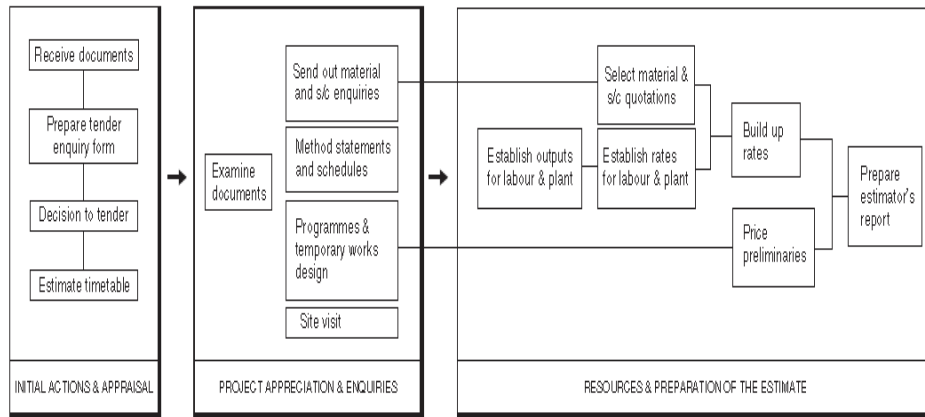 Receive documents
Prepare tender
enquiry form
Decision to tender
Estimate timetable
INITIAL ACTIONS & APPRAISAL
Examine
documents
Send out material
and s/c enquiries
Method statements
and schedules
Programmes &
temporary works
design
Site visit
PROJECT APPRECIATION & ENQUIRIES
Select material &
s/c quotations
Establish outputs
for labour & plant
Establish rates
for labour & plant
Build up
rates
Price
preliminaries
Prepare
estimator's
report
RESOURCES & PREPARATION OF THE ESTIMATE